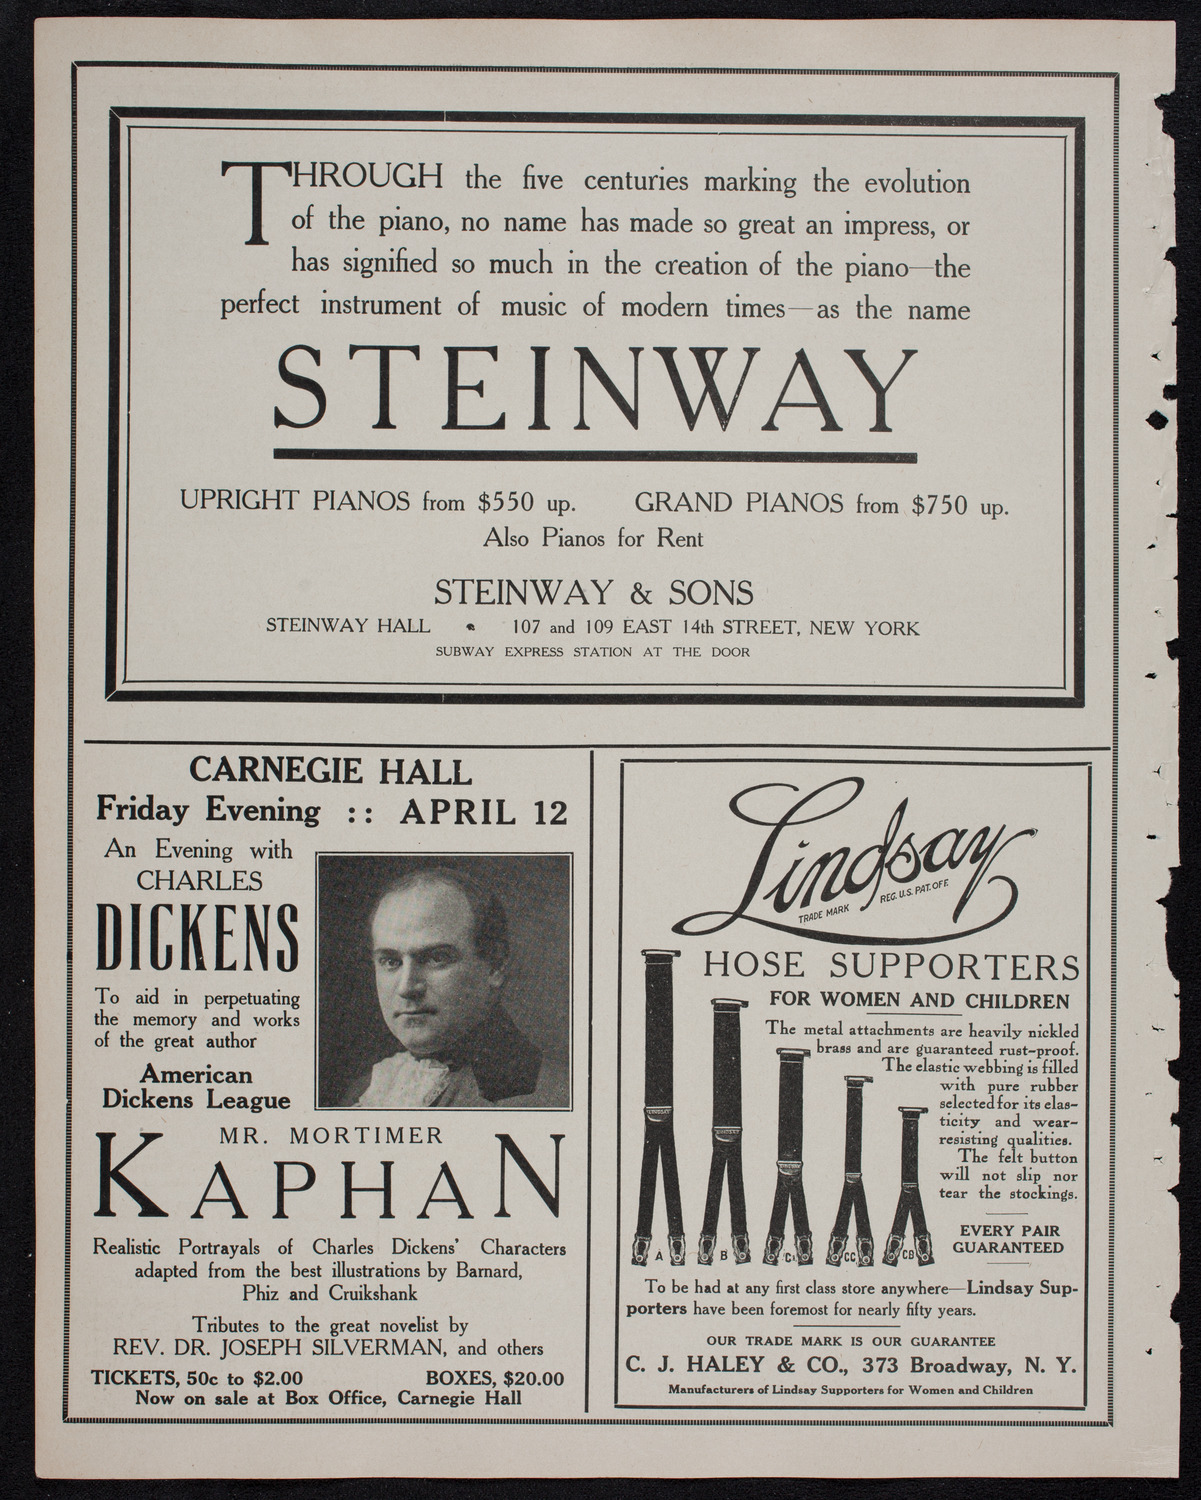 THROUGH the five centuries marking the evolution
of the piano, no name has made so great an impress, or
has signified so much in the creation of the piano—the
perfect instrument of music of modern times—as the name
STEINWAY
UPRIGHT PIANOS from $550 up. GRAND PIANOS from $750 up.
Also Pianos for Rent
STEINWAY & SONS
STEINWAY HALL 107 and 109 EAST 14th STREET, NEW YORK
SUBWAY EXPRESS STATION AT THE DOOR
CARNEGIE HALL
Friday Evening :: APRIL 12
An Evening with
CHARLES
DICKENS
To aid in perpetuating
the memory and works
of the great author
American
Dickens League
MR. MORTIMER
KAPHAN
Realistic Portrayals of Charles Dickens' Characters
adapted from the best illustrations by Barnard,
Phiz and Cruikshank
Tributes to the great novelist by
REV. DR. JOSEPH SILVERMAN, and others
TICKETS, 50c to $2.00 BOXES, $20.00
Now on sale at Box Office, Carnegie Hall
Lindsay
TRADE MARK REG. U.S. PAT. OFF.
HOSE SUPPORTERS
FOR WOMEN AND CHILDREN
The metal attachments are heavily nickled
brass and are guaranteed rust-proof.
The elastic webbing is filled
with pure rubber
selected for its elas-
ticity and wear-
resisting qualities.
The felt button
will not slip nor
tear the stockings.
EVERY PAIR
GUARANTEED
A B C CC CB
To be had at any first class store anywhere—Lindsay Sup-
porters have been foremost for nearly fifty years.
OUR TRADE MARK IS OUR GUARANTEE
C. J. HALEY & CO., 373 Broadway, N. Y.
Manufacturers of Lindsay Supporters for Women and Children